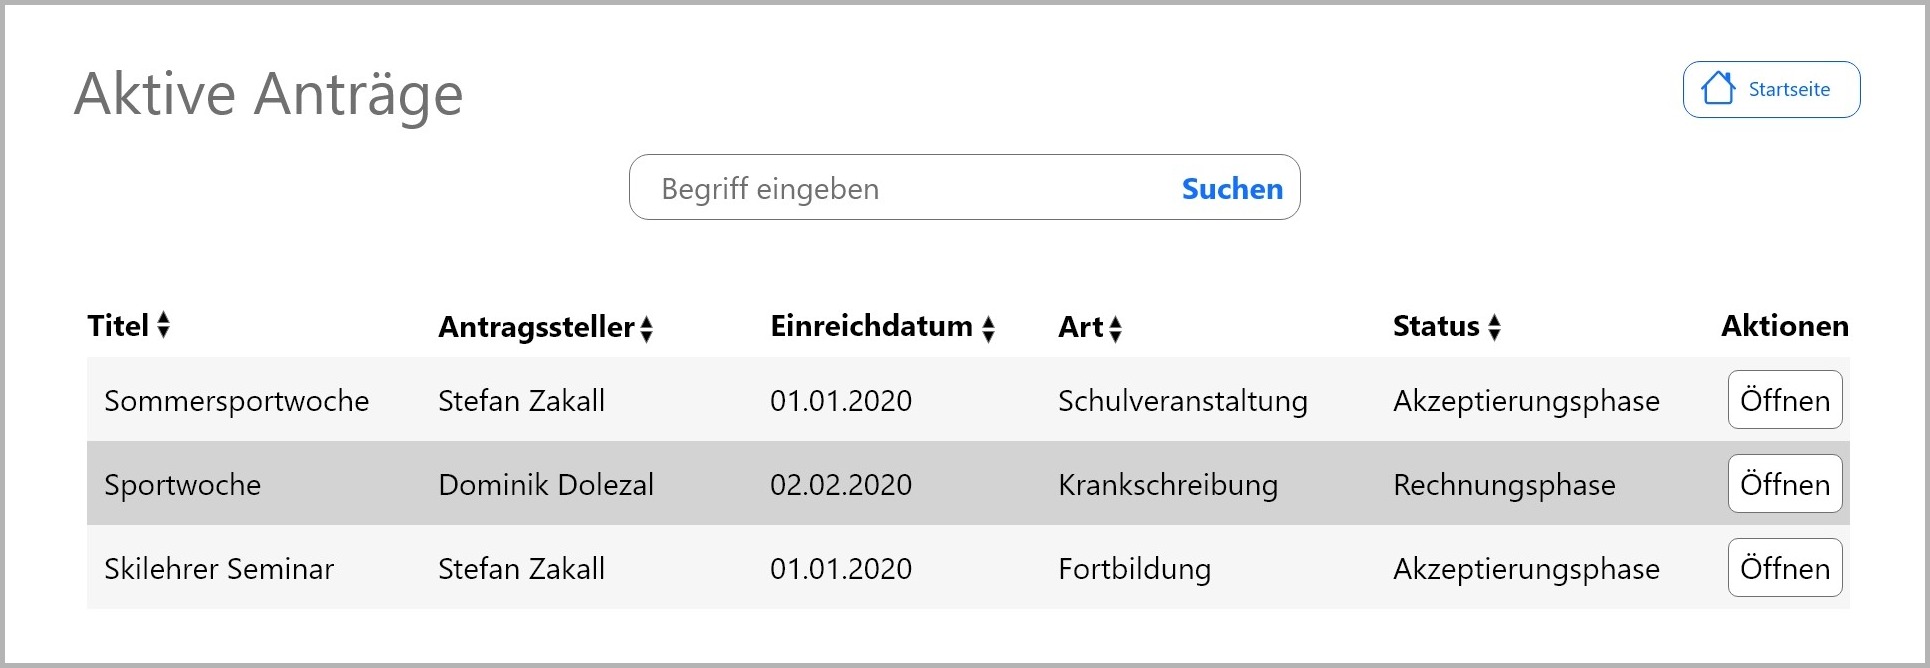 Aktive Anträge
Startseite
Begriff eingeben Suchen
Titel Antragssteller Einreichdatum Art Status Aktionen
Sommersportwoche Stefan Zakall 01.01.2020 Schulveranstaltung Akzeptierungsphase Öffnen
Sportwoche Dominik Dolezal 02.02.2020 Krankschreibung Rechnungsphase Öffnen
Skilehrer Seminar Stefan Zakall 01.01.2020 Fortbildung Akzeptierungsphase Öffnen